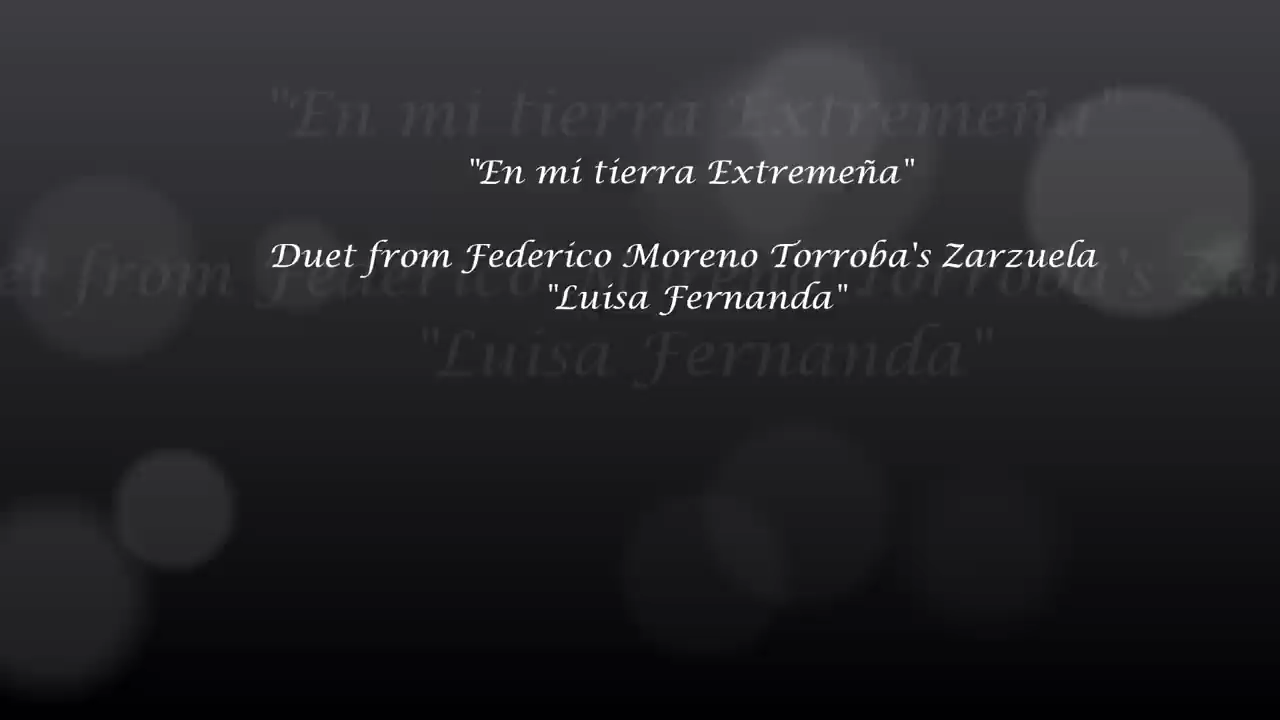 "En mi tierra Extremeña"
Duet from Federico Moreno Torroba's Zarzuela
"Luisa Fernanda"